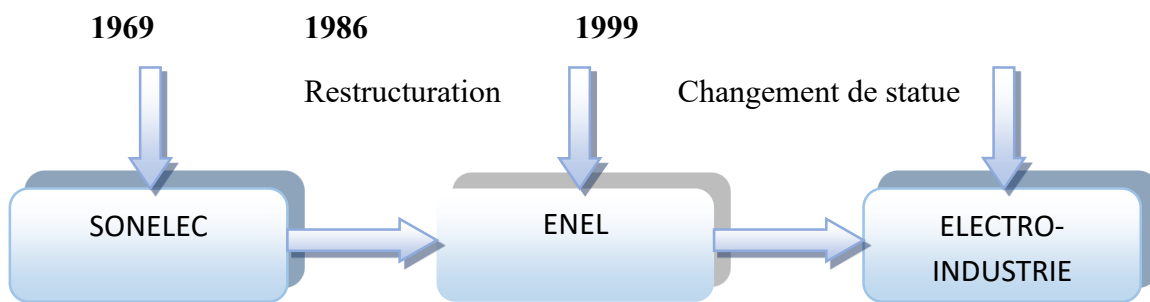 1969 1986 1999
Restructuration Changement de statue
SONELEC ENEL ELECTRO-
INDUSTRIE